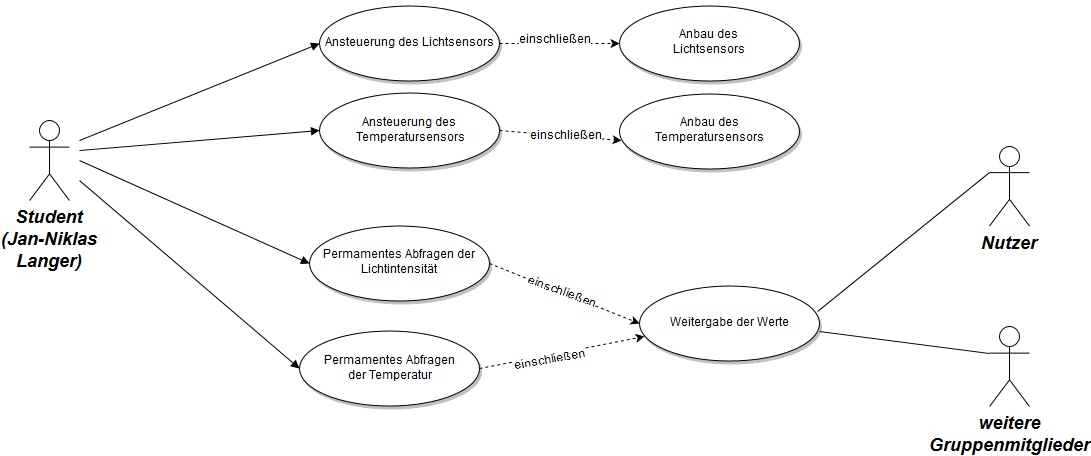 Ansteuerung des Lichtsensors
einschließen
Anbau des
Lichtsensors
Ansteuerung des
Temperatursensors
einschließen
Anbau des
Temperatursensors
Student
(Jan-Niklas
Langer)
Nutzer
Permamentes Abfragen der
Lichtintensität
einschließen
Weitergabe der Werte
Permamentes Abfragen
der Temperatur
einschließen
weitere
Gruppenmitglieder